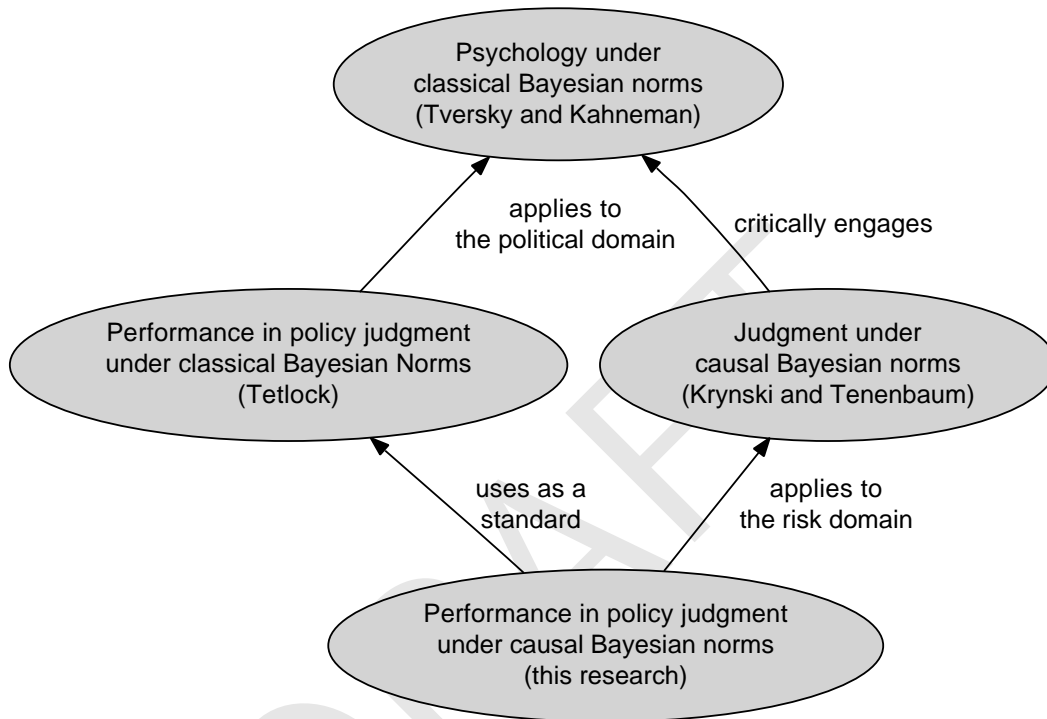 Psychology under
classical Bayesian norms
(Tversky and Kahneman)
applies to
the political domain
critically engages
Performance in policy judgment
under classical Bayesian Norms
(Tetlock)
Judgment under
causal Bayesian norms
(Krynski and Tenenbaum)
uses as a
standard
applies to
the risk domain
Performance in policy judgment
under causal Bayesian norms
(this research)
DRAFT